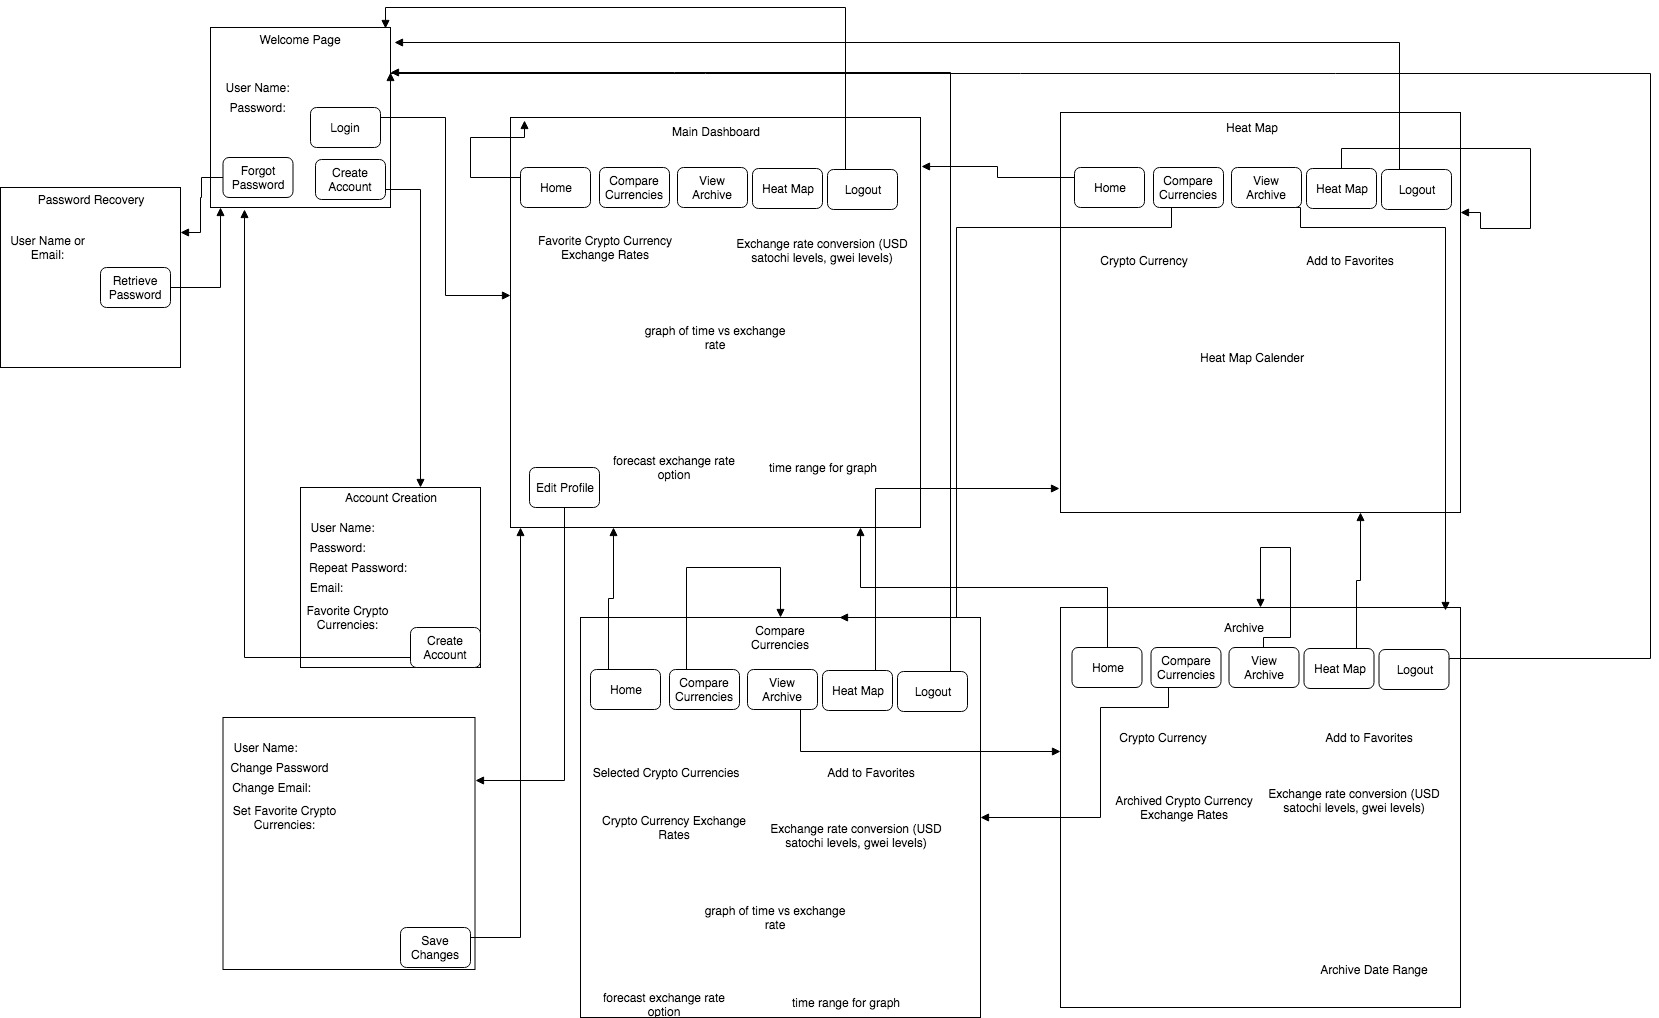 Welcome Page
User Name:
Password:
Login
Forgot
Password
Create
Account
Password Recovery
User Name or
Email:
Retrieve
Password
Main Dashboard
Home
Compare
Currencies
View
Archive
Heat Map
Logout
Favorite Crypto Currency
Exchange Rates
Exchange rate conversion (USD
satochi levels, gwei levels)
graph of time vs exchange
rate
forecast exchange rate
option
time range for graph
Edit Profile
Heat Map
Home
Compare
Currencies
View
Archive
Heat Map
Logout
Crypto Currency
Add to Favorites
Heat Map Calender
Account Creation
User Name:
Password:
Repeat Password:
Email:
Favorite Crypto
Currencies:
Create
Account
User Name:
Change Password
Change Email:
Set Favorite Crypto
Currencies:
Save
Changes
Compare
Currencies
Home
Compare
Currencies
View
Archive
Heat Map
Logout
Selected Crypto Currencies
Add to Favorites
Crypto Currency Exchange
Rates
Exchange rate conversion (USD
satochi levels, gwei levels)
graph of time vs exchange
rate
forecast exchange rate
option
time range for graph
Archive
Home
Compare
Currencies
View
Archive
Heat Map
Logout
Crypto Currency
Add to Favorites
Archived Crypto Currency
Exchange Rates
Exchange rate conversion (USD
satochi levels, gwei levels)
Archive Date Range